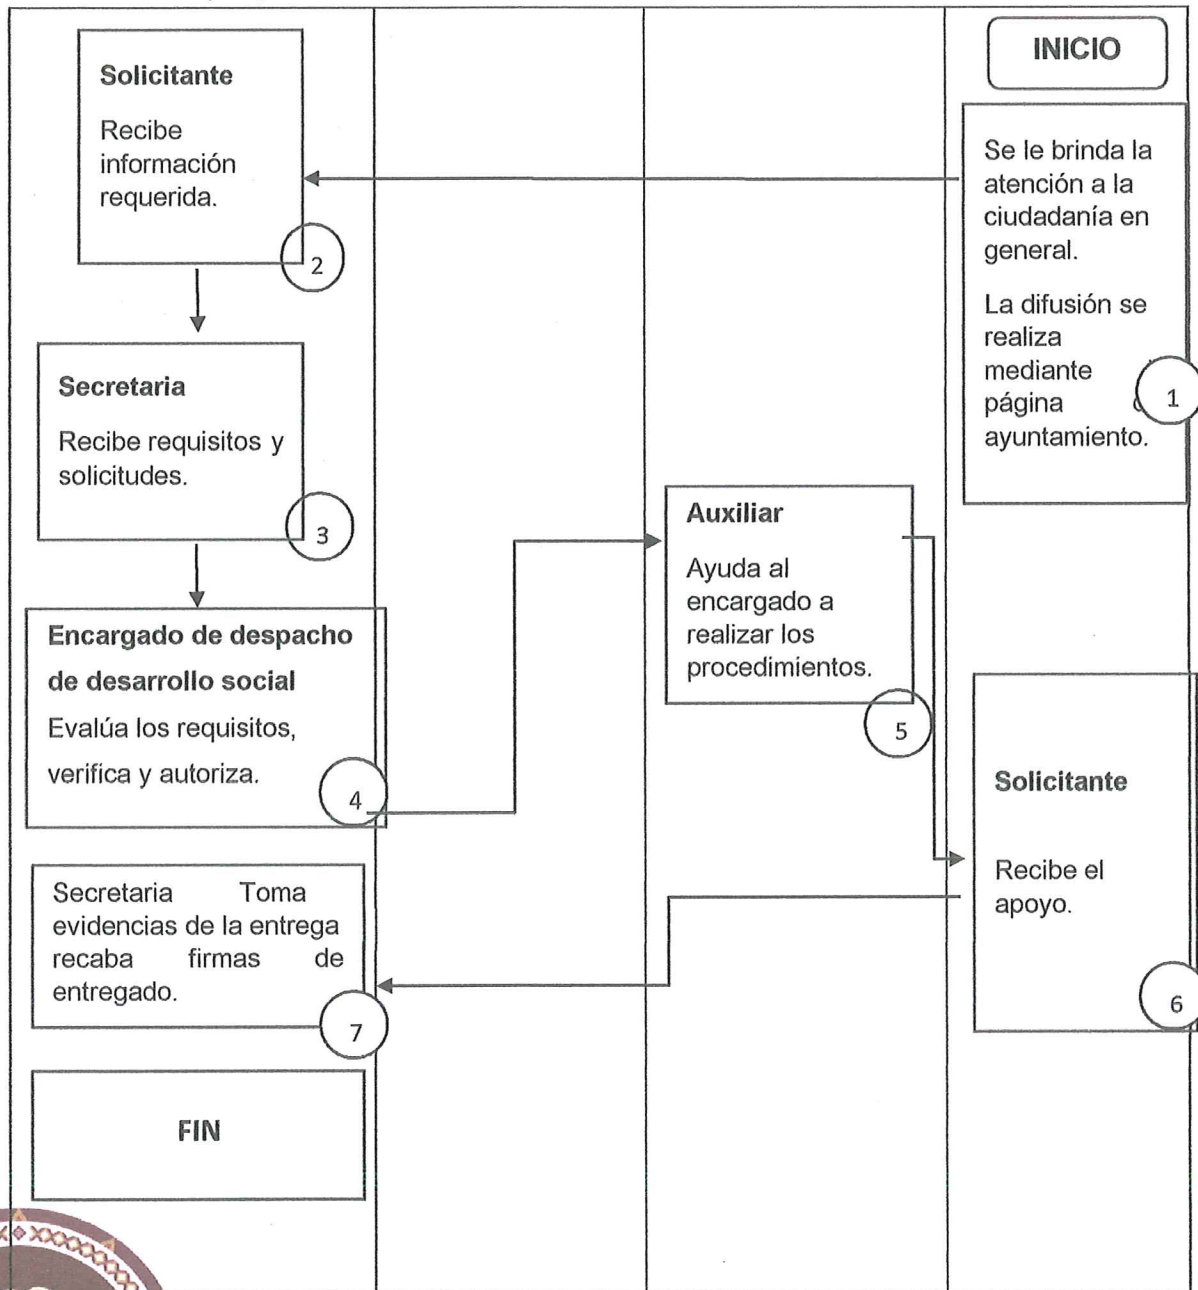 INICIO
Se le brinda la
atención a la
ciudadanía en
general.
La difusión se
realiza
mediante
página
ayuntamiento.
1
Solicitante
Recibe
información
requerida.
2
Secretaria
Recibe requisitos y
solicitudes.
3
Encargado de despacho
de desarrollo social
Evalúa los requisitos,
verifica y autoriza.
4
Auxiliar
Ayuda al
encargado a
realizar los
procedimientos.
5
Solicitante
Recibe el
apoyo.
6
Secretaria Toma
evidencias de la entrega
recaba firmas de
entregado.
7
FIN